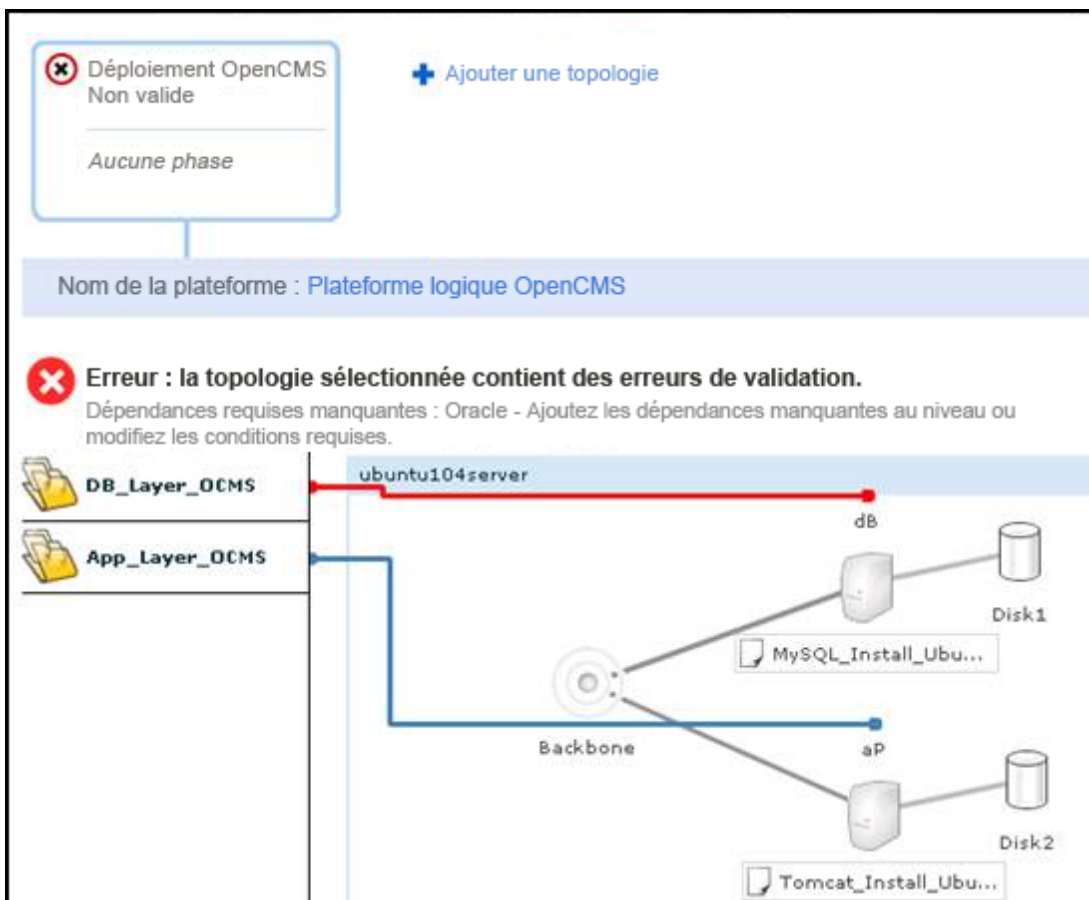 Déploiement OpenCMS
Non valide
Aucune phase
Ajouter une topologie
Nom de la plateforme : Plateforme logique OpenCMS
Erreur : la topologie sélectionnée contient des erreurs de validation.
Dépendances requises manquantes : Oracle - Ajoutez les dépendances manquantes au niveau ou
modifiez les conditions requises.
DB_Layer_OCMS
App_Layer_OCMS
ubuntu104server
dB
Disk1
MySQL_Install_Ubu...
Backbone
aP
Disk2
Tomcat_Install_Ubu...